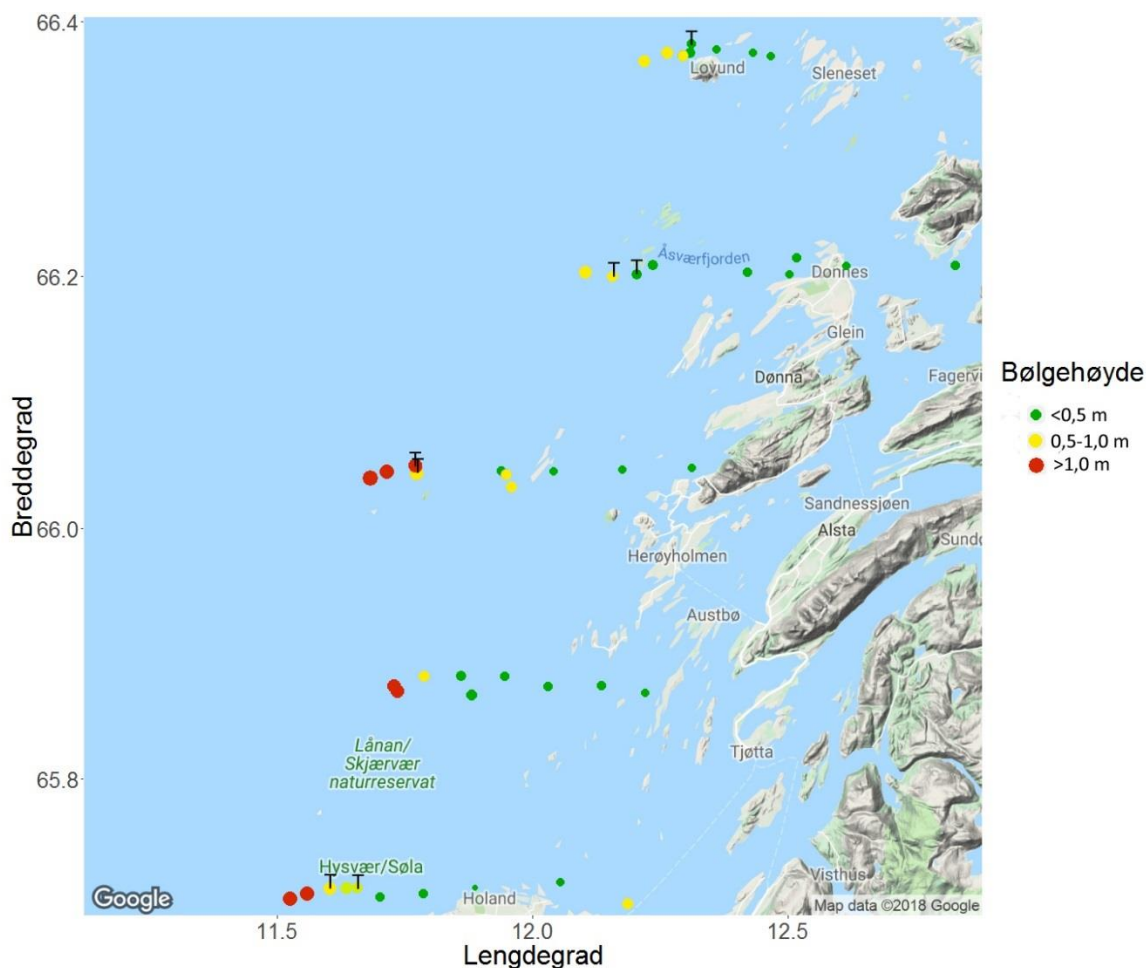 66.4
Lovund
Sleneset
66.2
Åsværfjorden
Dønnes
Glein
Dønna
Fagervi
Bølgehøyde
<0,5 m
0,5-1,0 m
>1,0 m
T
T
T
T
T
T
T
Breddegrad
66.0
Sandnessjøen
Alsta
Herøyholmen
Sundø
Austbø
Tjøtta
Lånan/
Skjærvær
naturreservat
65.8
Hysvær/Søla
Visthus
Holand
Google
Map data ©2018 Google
11.5
12.0
12.5
Lengdegrad